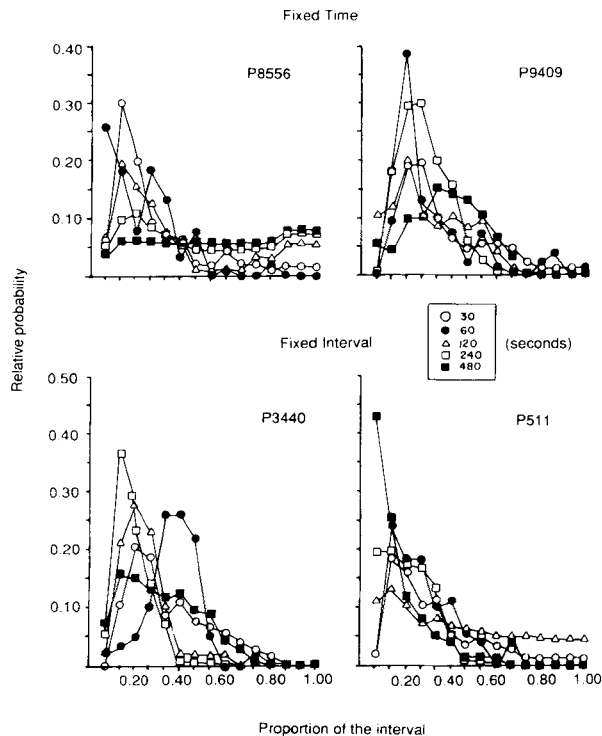 Fixed Time
0.40
0.30
0.20
0.10
P8556
P9409
Relative probability
Fixed Interval
30
60
120
240
480
(seconds)
0.50
0.40
0.30
0.20
0.10
P3440
P511
0.20 0.40 0.60 1.00
0.20 0.40 0.60 0.80 1.00
Proportion of the interval